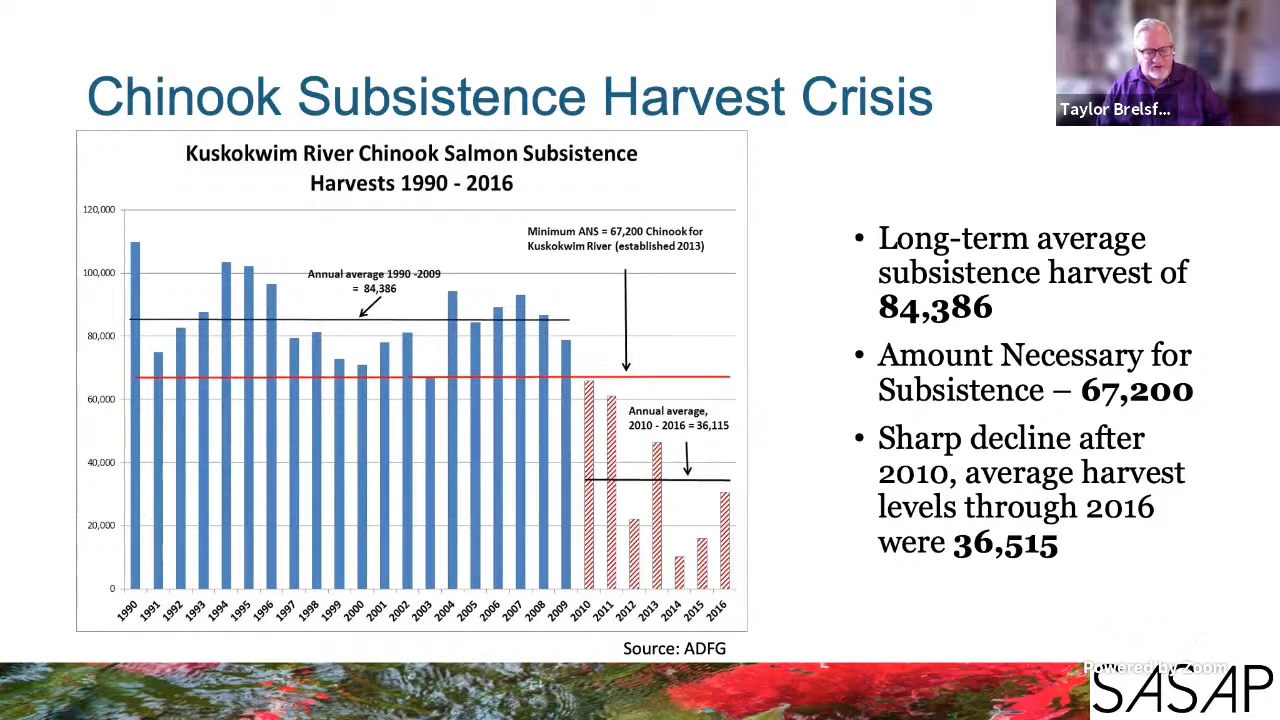 Chinook Subsistence Harvest Crisis
Taylor Brelsf...
Kuskokwim River Chinook Salmon Subsistence
Harvests 1990 - 2016
120,000
100,000
80,000
60,000
40,000
20,000
0
Minimum ANS = 67,200 Chinook for
Kuskokwim River (established 2013)
Annual average 1990 -2009
= 84,386
Annual average,
2010 - 2016 = 36,115
1990 1991 1992 1993 1994 1995 1996 1997 1998 1999 2000 2001 2002 2003 2004 2005 2006 2007 2008 2009 2010 2011 2012 2013 2014 2015 2016
Source: ADFG
• Long-term average
subsistence harvest of
84,386
• Amount Necessary for
Subsistence – 67,200
• Sharp decline after
2010, average harvest
levels through 2016
were 36,515
Powered by Zoom
SASAP